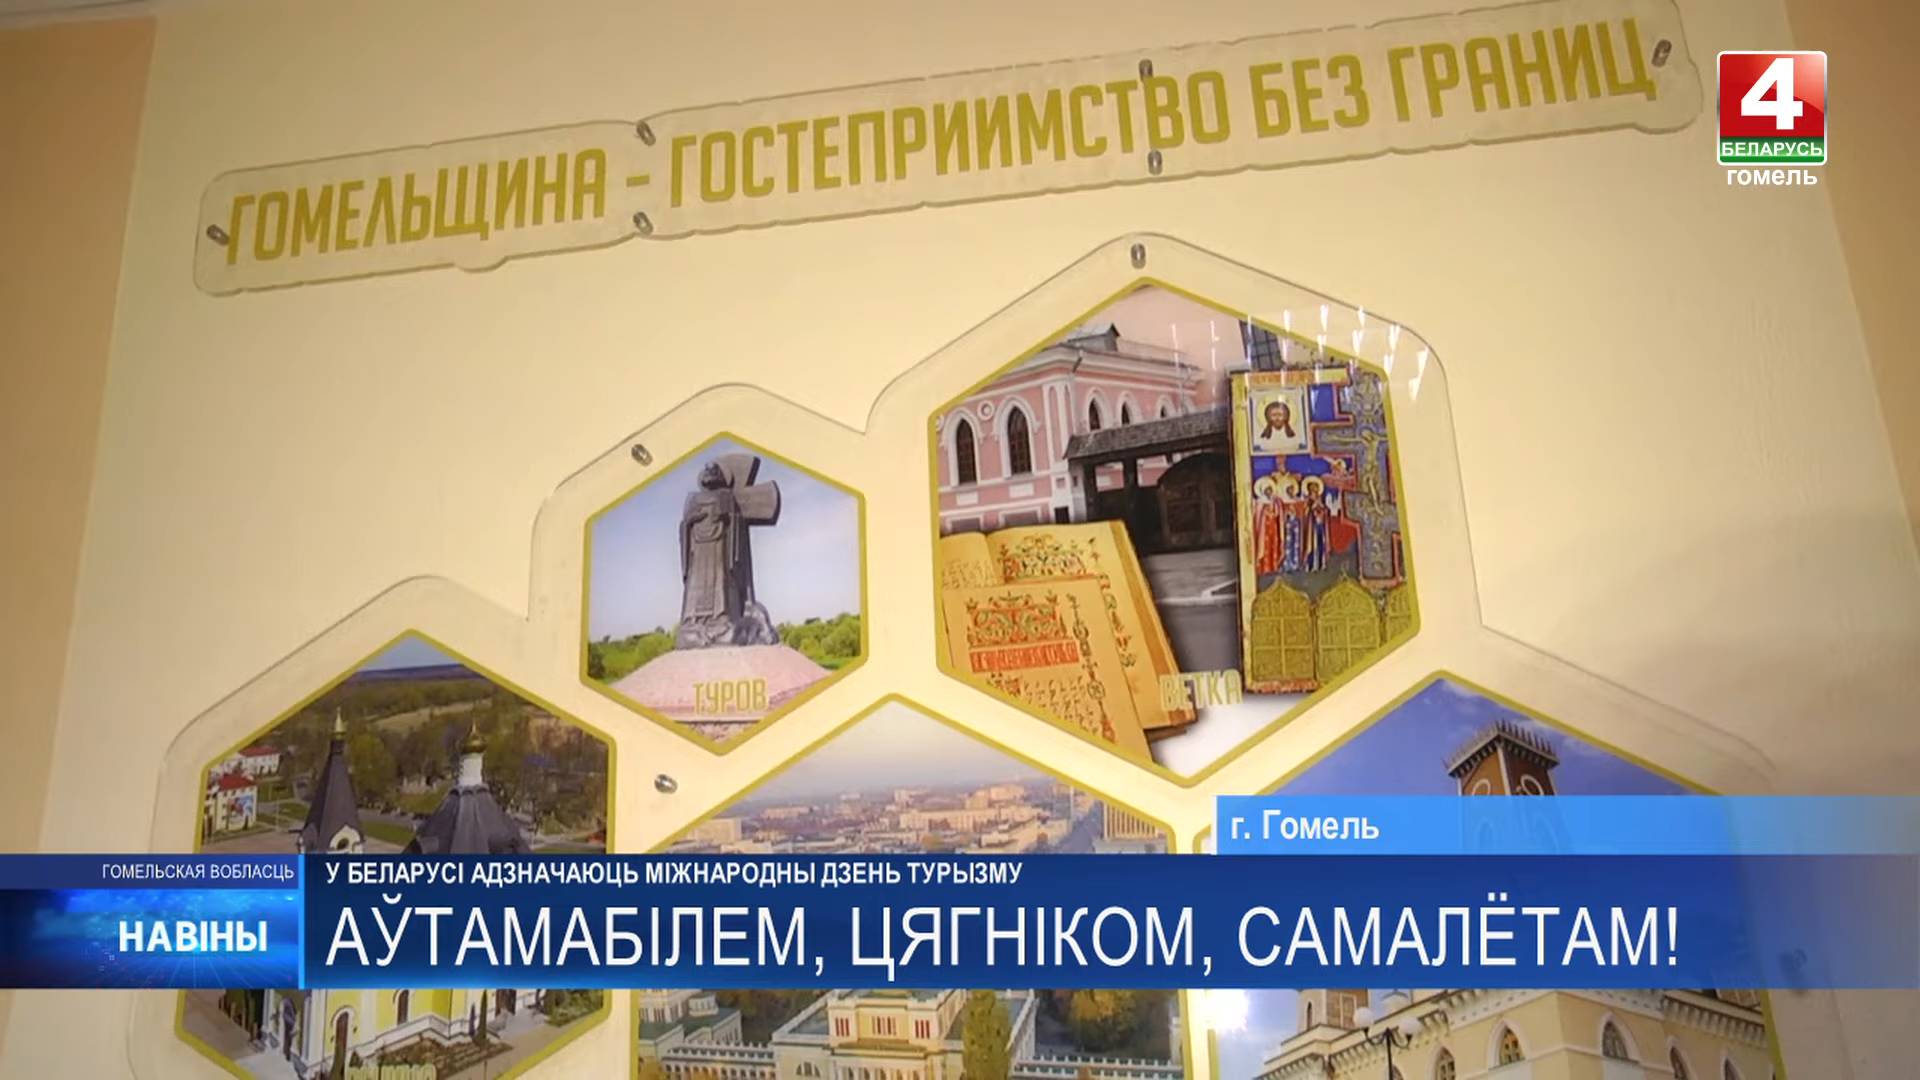 ГОМЕЛЬЩИНА - ГОСТЕПРИИМСТВО БЕЗ ГРАНИЦ
4
БЕЛАРУСЬ
гомель
ТУРОВ
ВЕТКА
г. Гомель
ГОМЕЛЬСКАЯ ВОБЛАСЦЬ
НАВІНЫ
У БЕЛАРУСІ АДЗНАЧАЮЦЬ МІЖНАРОДНЫ ДЗЕНЬ ТУРЫЗМУ
АЎТАМАБІЛЕМ, ЦЯГНІКОМ, САМАЛЁТАМ!